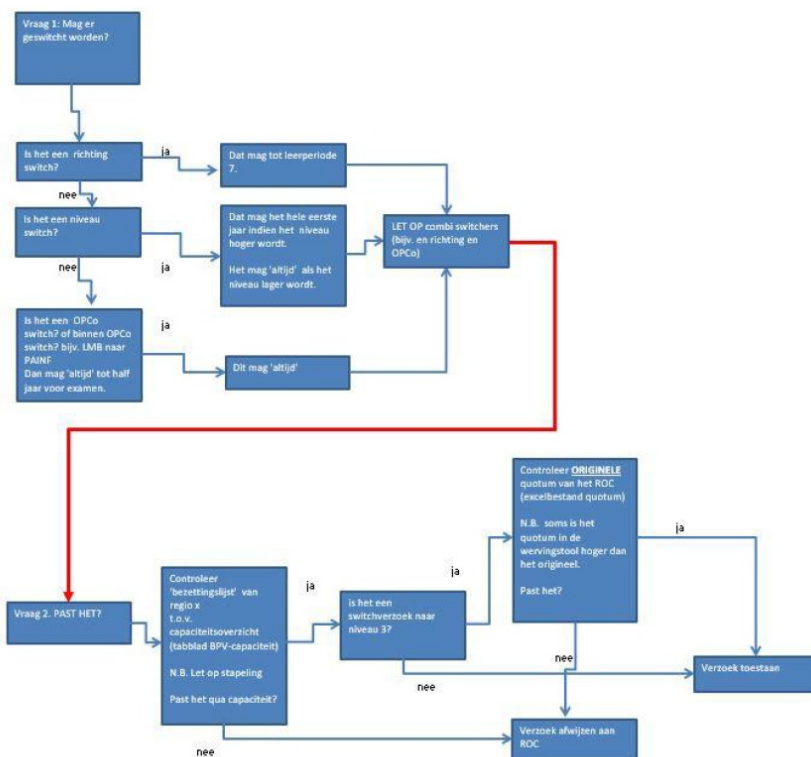 Vraag 1: Mag er
geswitcht worden?
Is het een richting
switch?
ja
Dat mag tot leerperiode
7.
nee
Is het een niveau
switch?
ja
Dat mag het hele eerste
jaar indien het niveau
hoger wordt.
Het mag 'altijd' als het
niveau lager wordt.
LET OP combi switchers
(bijv. en richting en
OPCo)
nee
Is het een OPCo
switch? of binnen OPCo
switch? bijv. LMB naar
PAINF
Dan mag 'altijd' tot half
jaar voor examen.
ja
Dit mag 'altijd'
Vraag 2. PAST HET?
Controleer
'bezettingslijst' van
regio x
t.o.v.
capaciteitsoverzicht
(tabblad BPV-capaciteit)
N.B. Let op stapeling
Past het qua capaciteit?
ja
nee
is het een
switchverzoek naar
niveau 3?
ja
nee
Controleer ORIGINELE
quotum van het ROC
(excelbestand quotum)
N.B. soms is het
quotum in de
wervingstool hoger dan
het origineel.
Past het?
ja
nee
Verzoek toestaan
Verzoek afwijzen aan
ROC